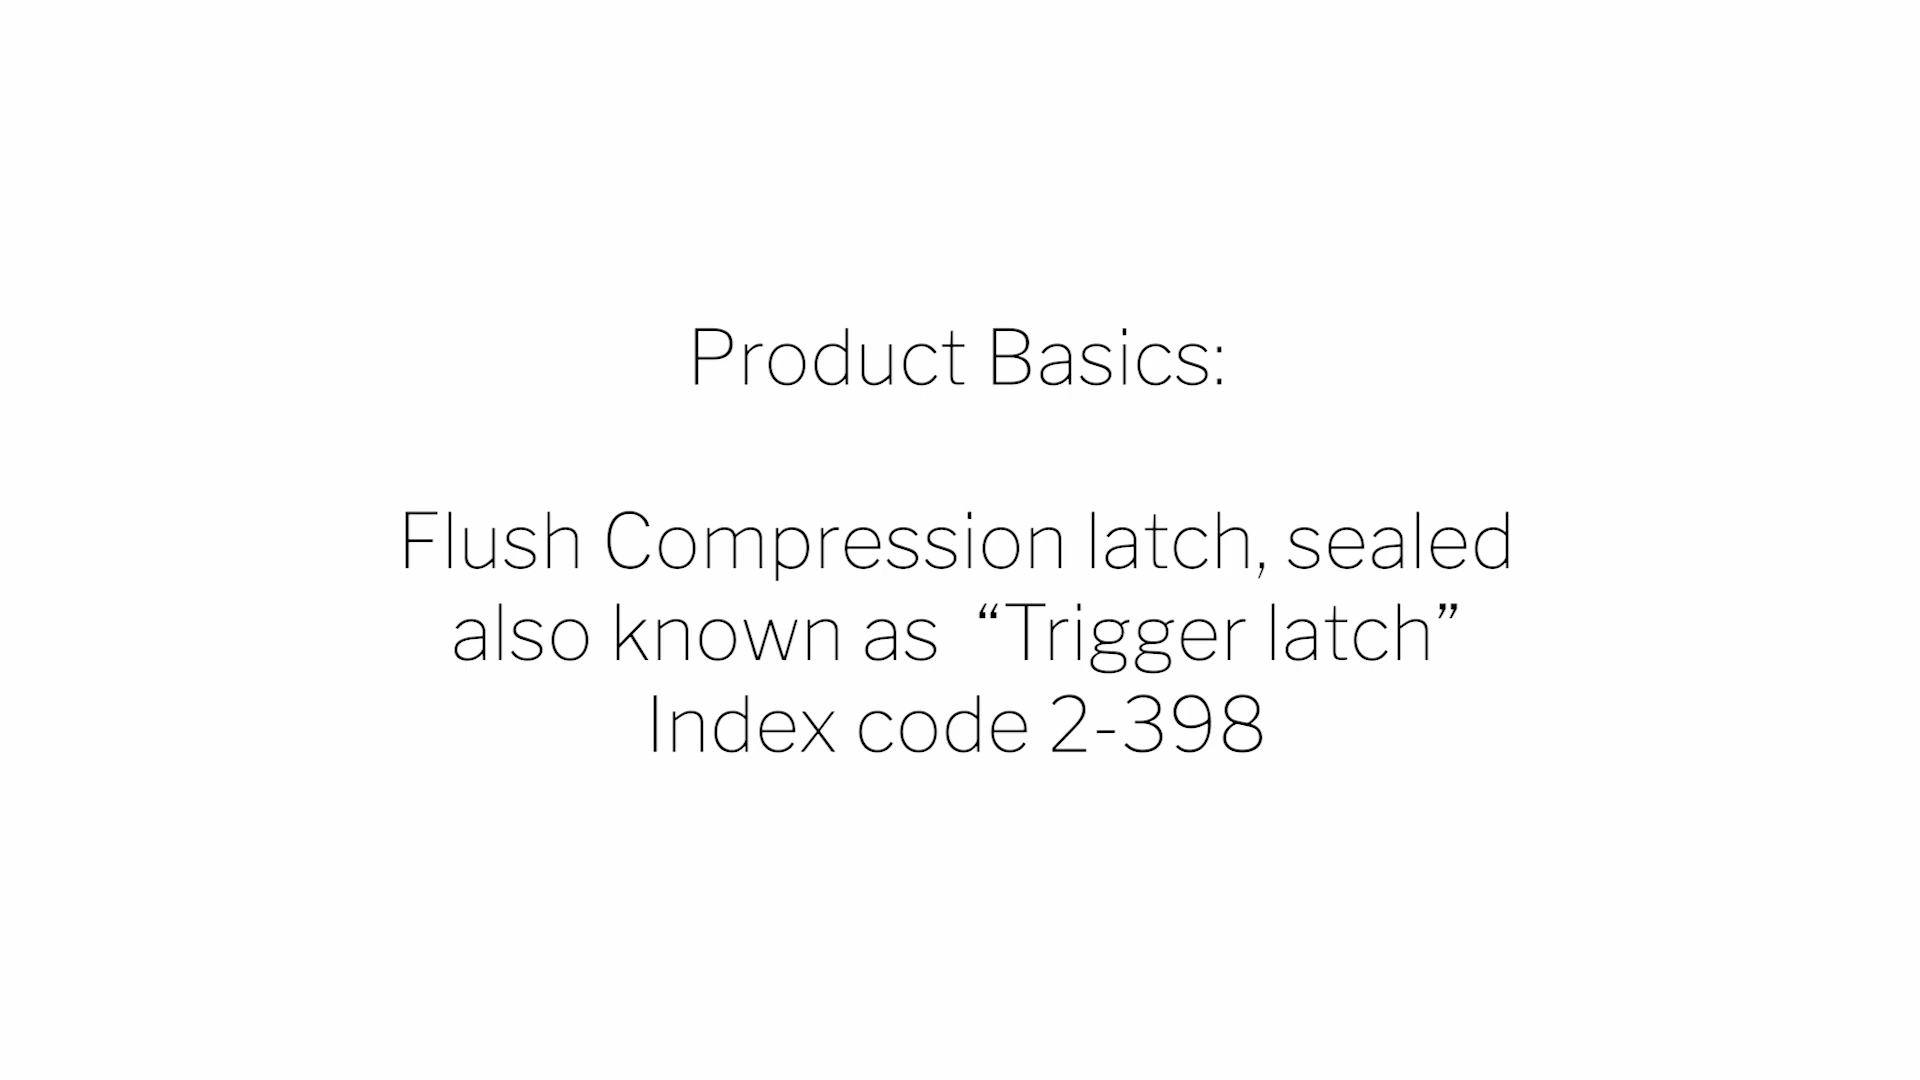 Product Basics:
Flush Compression latch, sealed
also known as  “Trigger latch”
Index code 2-398